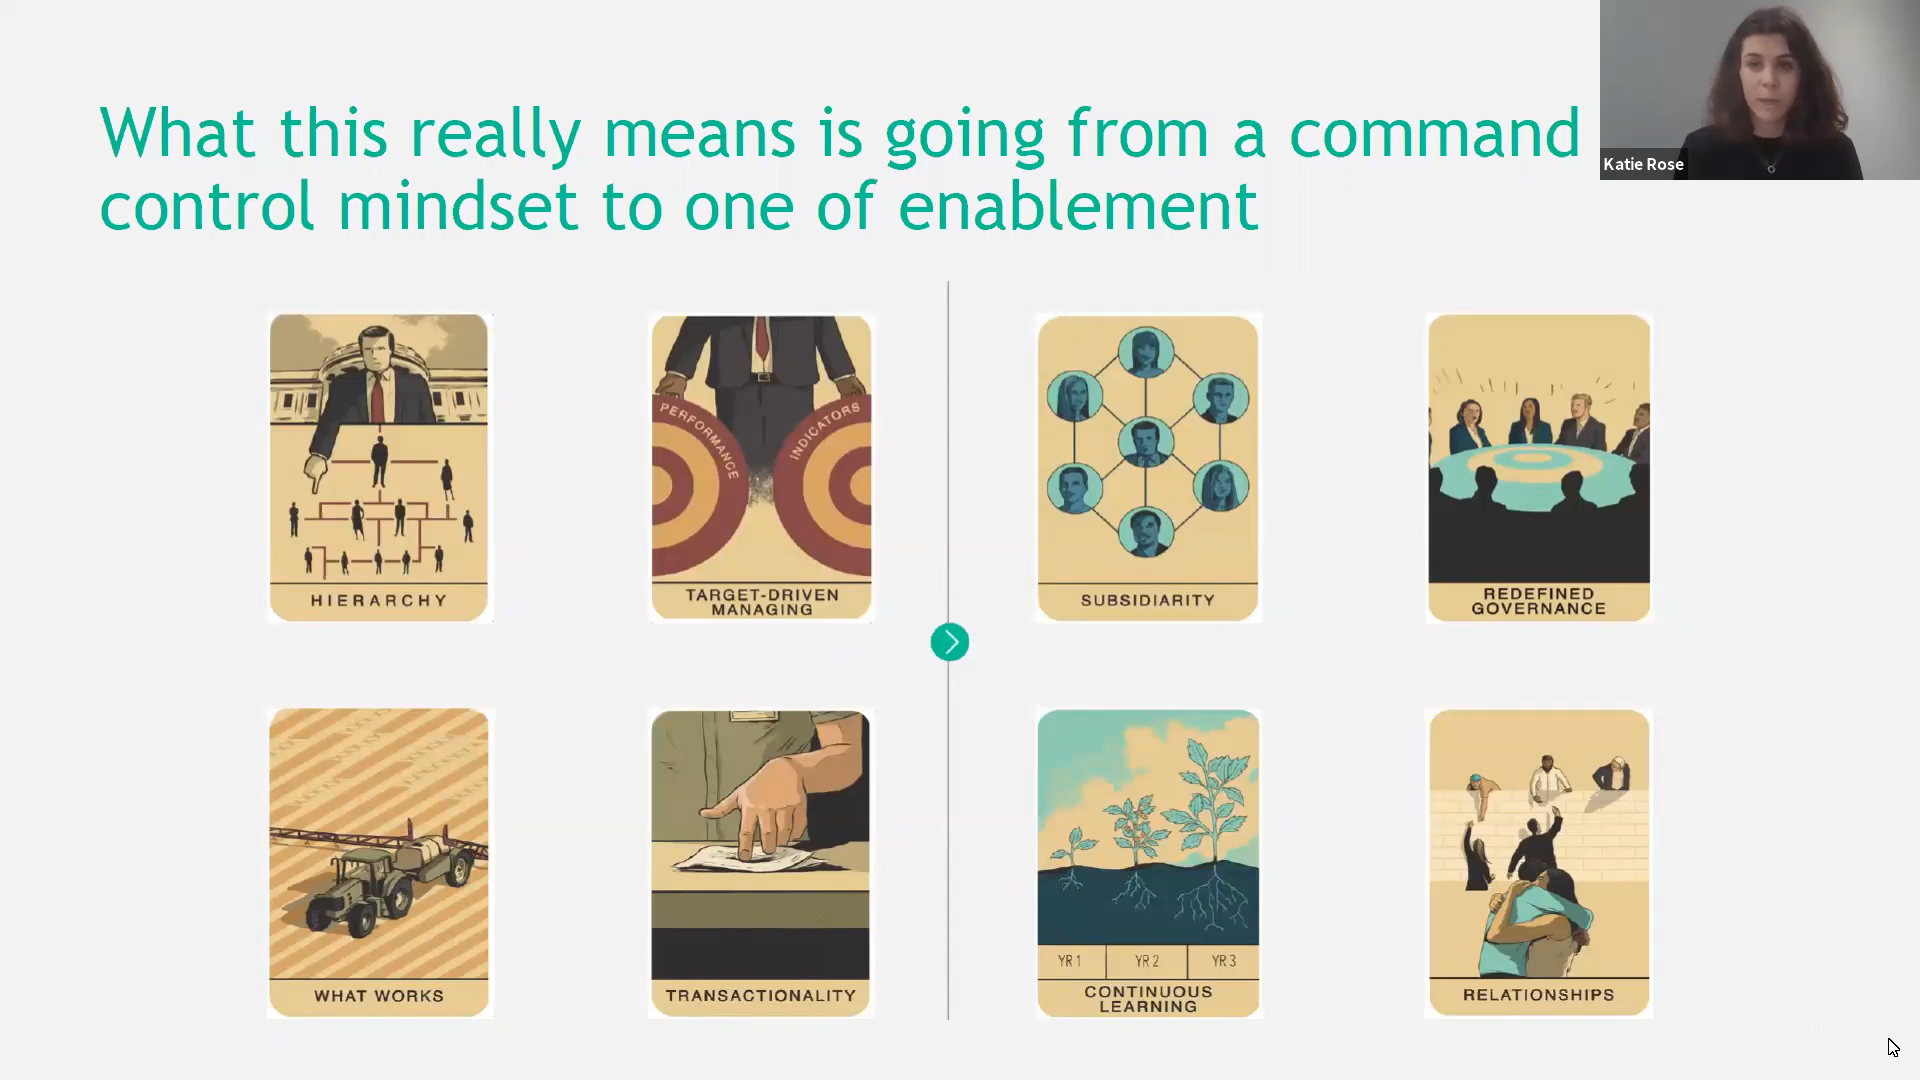 What this really means is going from a command
control mindset to one of enablement
Katie Rose
HIERARCHY
PERFORMANCE
INDICATORS
TARGET-DRIVEN
MANAGING
SUBSIDIARITY
REDEFINED
GOVERNANCE
WHAT WORKS
TRANSACTIONALITY
YR 1 YR 2 YR 3
CONTINUOUS
LEARNING
RELATIONSHIPS